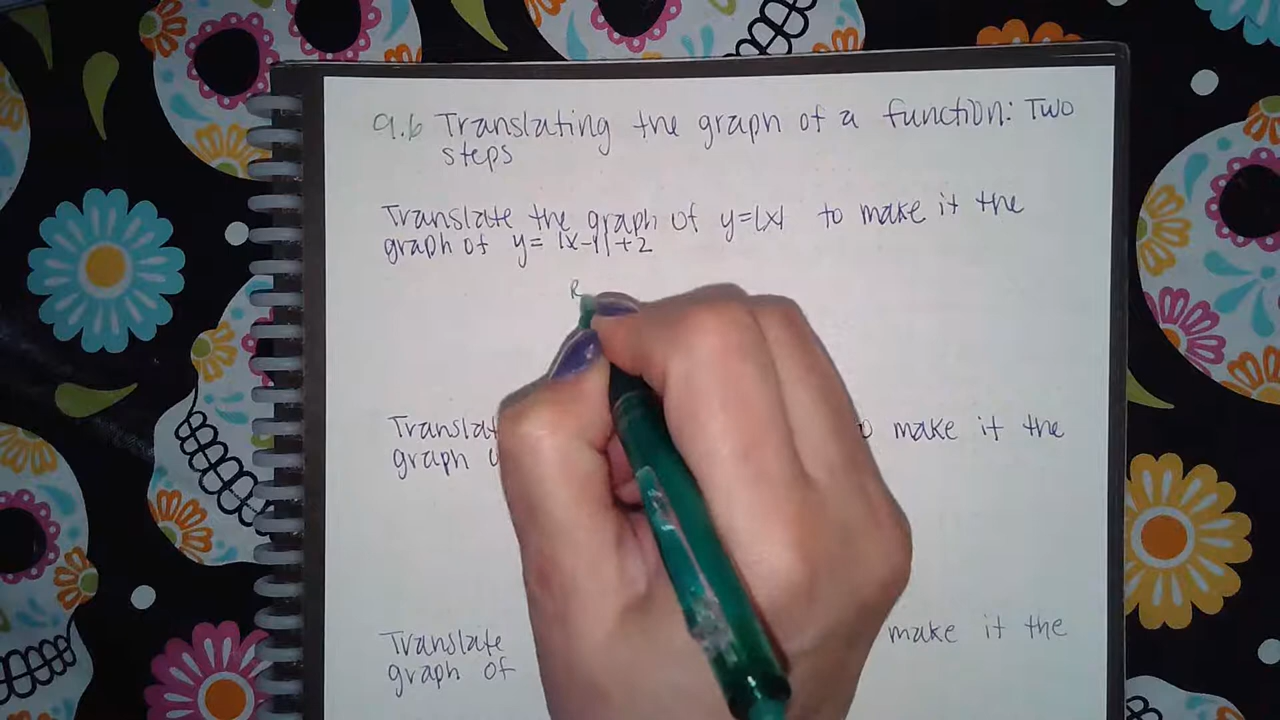 9.6 Translating the graph of a function: Two
steps
Translate the graph of y=|x| to make it the
graph of y= |x-1|+2
R
Translat make it the
graph
Translate make it the
graph of